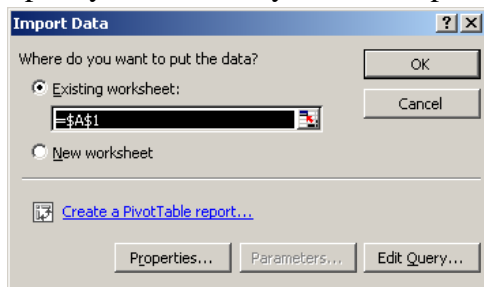 Import Data
Where do you want to put the data?
Existing worksheet:
=$A$1
New worksheet
OK
Cancel
Create a PivotTable report...
Properties...
Parameters...
Edit Query...